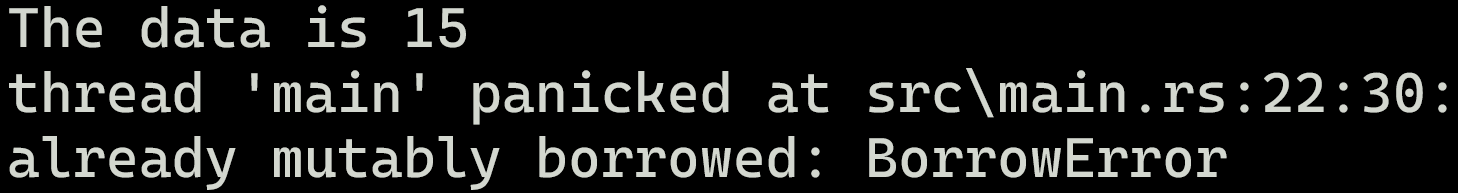 The data is 15
thread 'main' panicked at src\main.rs:22:30:
already mutably borrowed: BorrowError